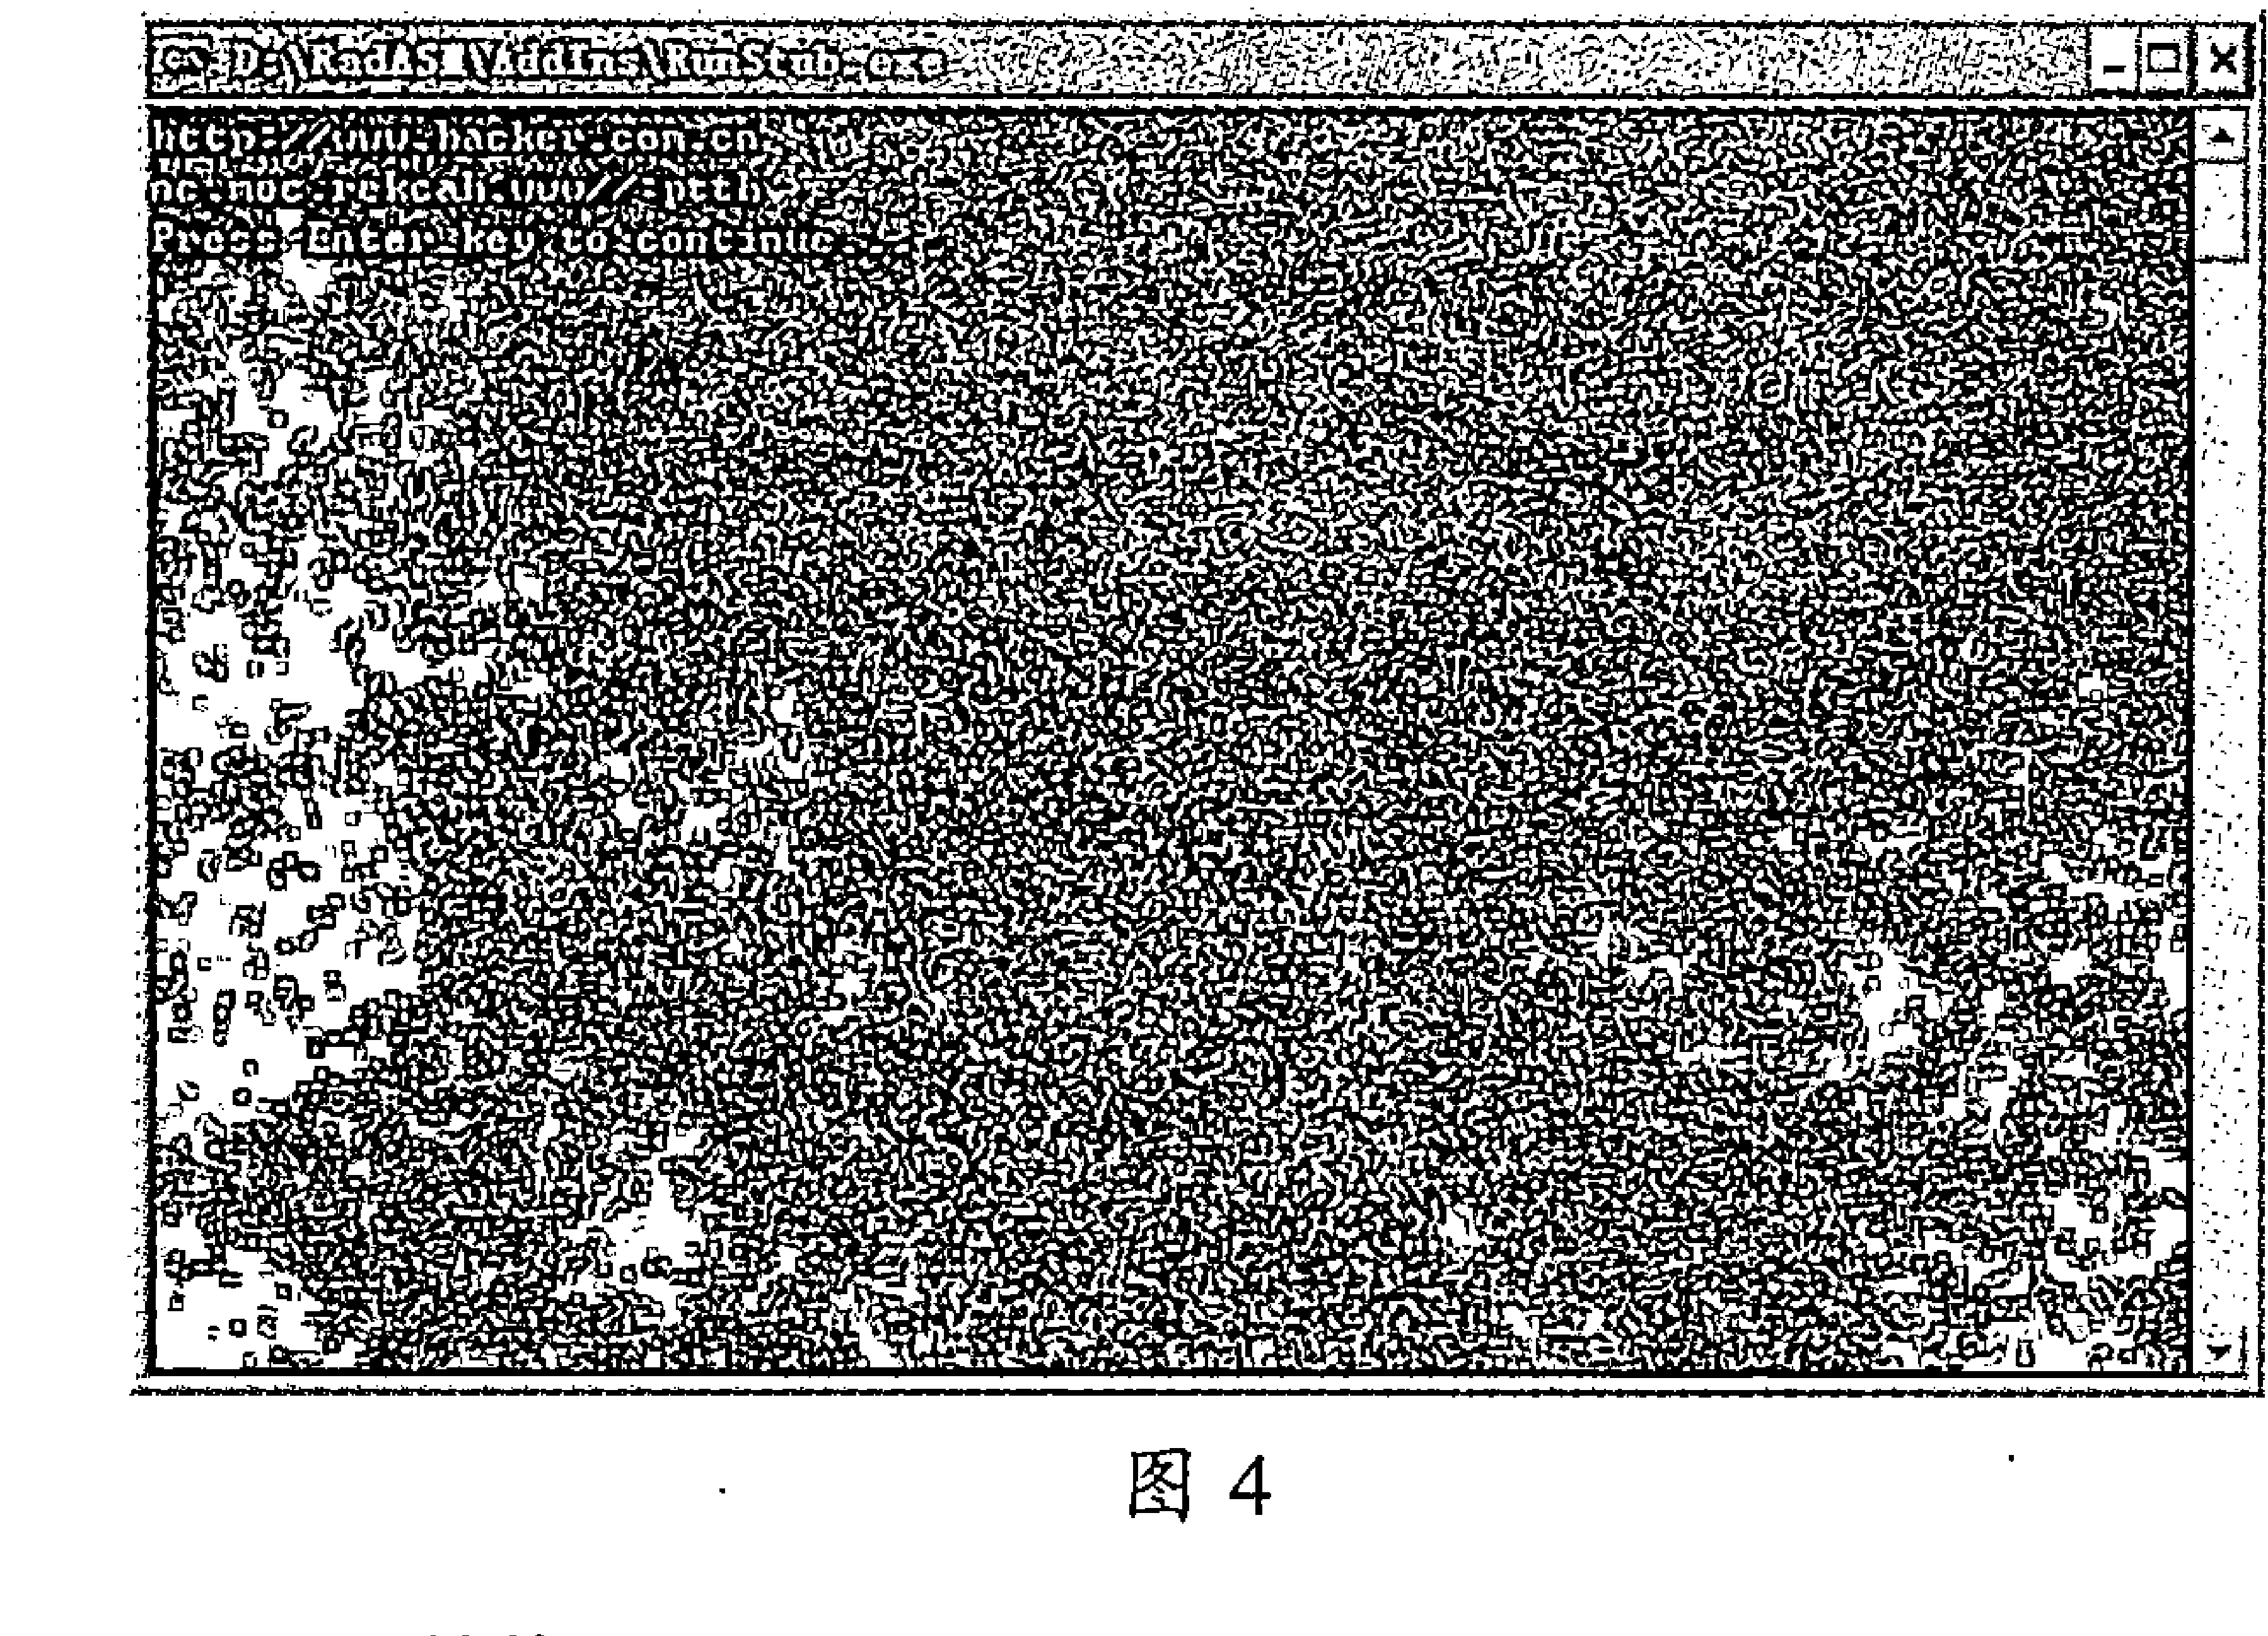 D:\RadASM\AddIns\RunStub.exe
http://www.hacker.com.cn
nc.moc.rekcah.www//:ptth
Press Enter key to continue...
图 4